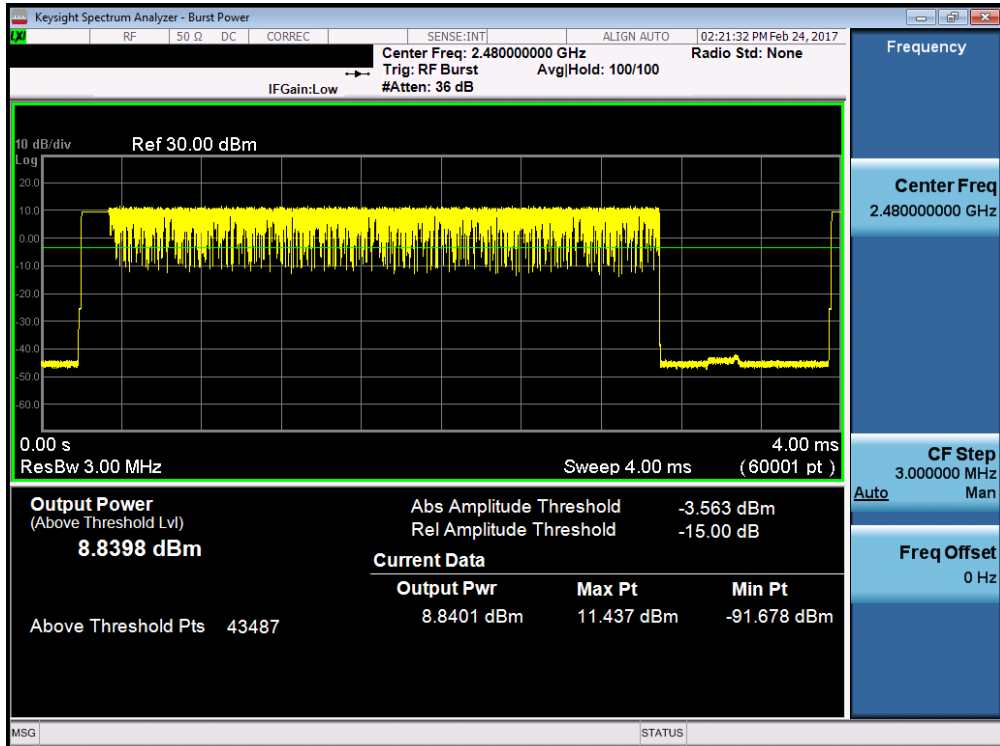 Keysight Spectrum Analyzer - Burst Power
LXI RF 50 Ω DC CORREC SENSE:INT ALIGN AUTO 02:21:32 PM Feb 24, 2017
Center Freq: 2.480000000 GHz Radio Std: None
Trig: RF Burst Avg|Hold: 100/100
IFGain:Low #Atten: 36 dB
Frequency
10 dB/div Ref 30.00 dBm
Log
20.0
10.0
0.00
-10.0
-20.0
-30.0
-40.0
-50.0
-60.0
0.00 s 4.00 ms
ResBw 3.00 MHz Sweep 4.00 ms (60001 pt)
Center Freq
2.480000000 GHz
CF Step
3.000000 MHz
Auto Man
Freq Offset
0 Hz
Output Power
(Above Threshold Lvl)
8.8398 dBm
Above Threshold Pts 43487
Abs Amplitude Threshold -3.563 dBm
Rel Amplitude Threshold -15.00 dB
Current Data
Output Pwr Max Pt Min Pt
8.8401 dBm 11.437 dBm -91.678 dBm
MSG STATUS